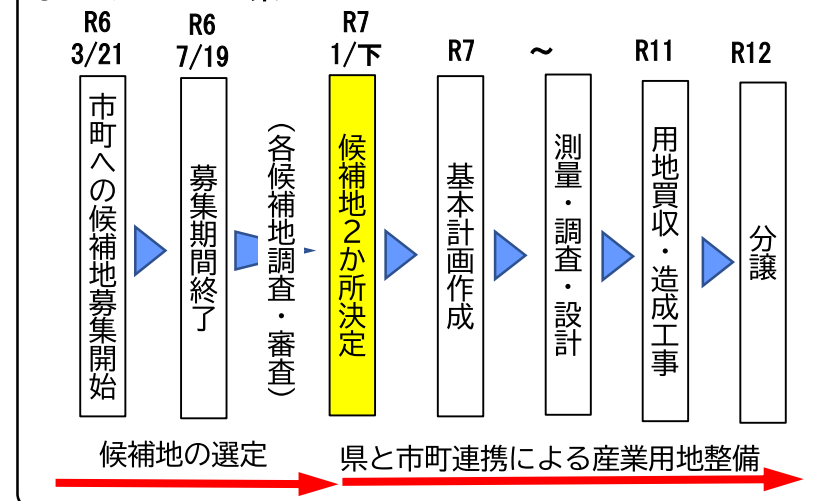 R6
3/21
R6
7/19
R7
1/下
R7
～
R11
R12
市町への候補地募集開始
募集期間終了
（各候補地調査・審査）
候補地２か所決定
基本計画作成
測量・調査・設計
用地買収・造成工事
分譲
候補地の選定
県と市町連携による産業用地整備